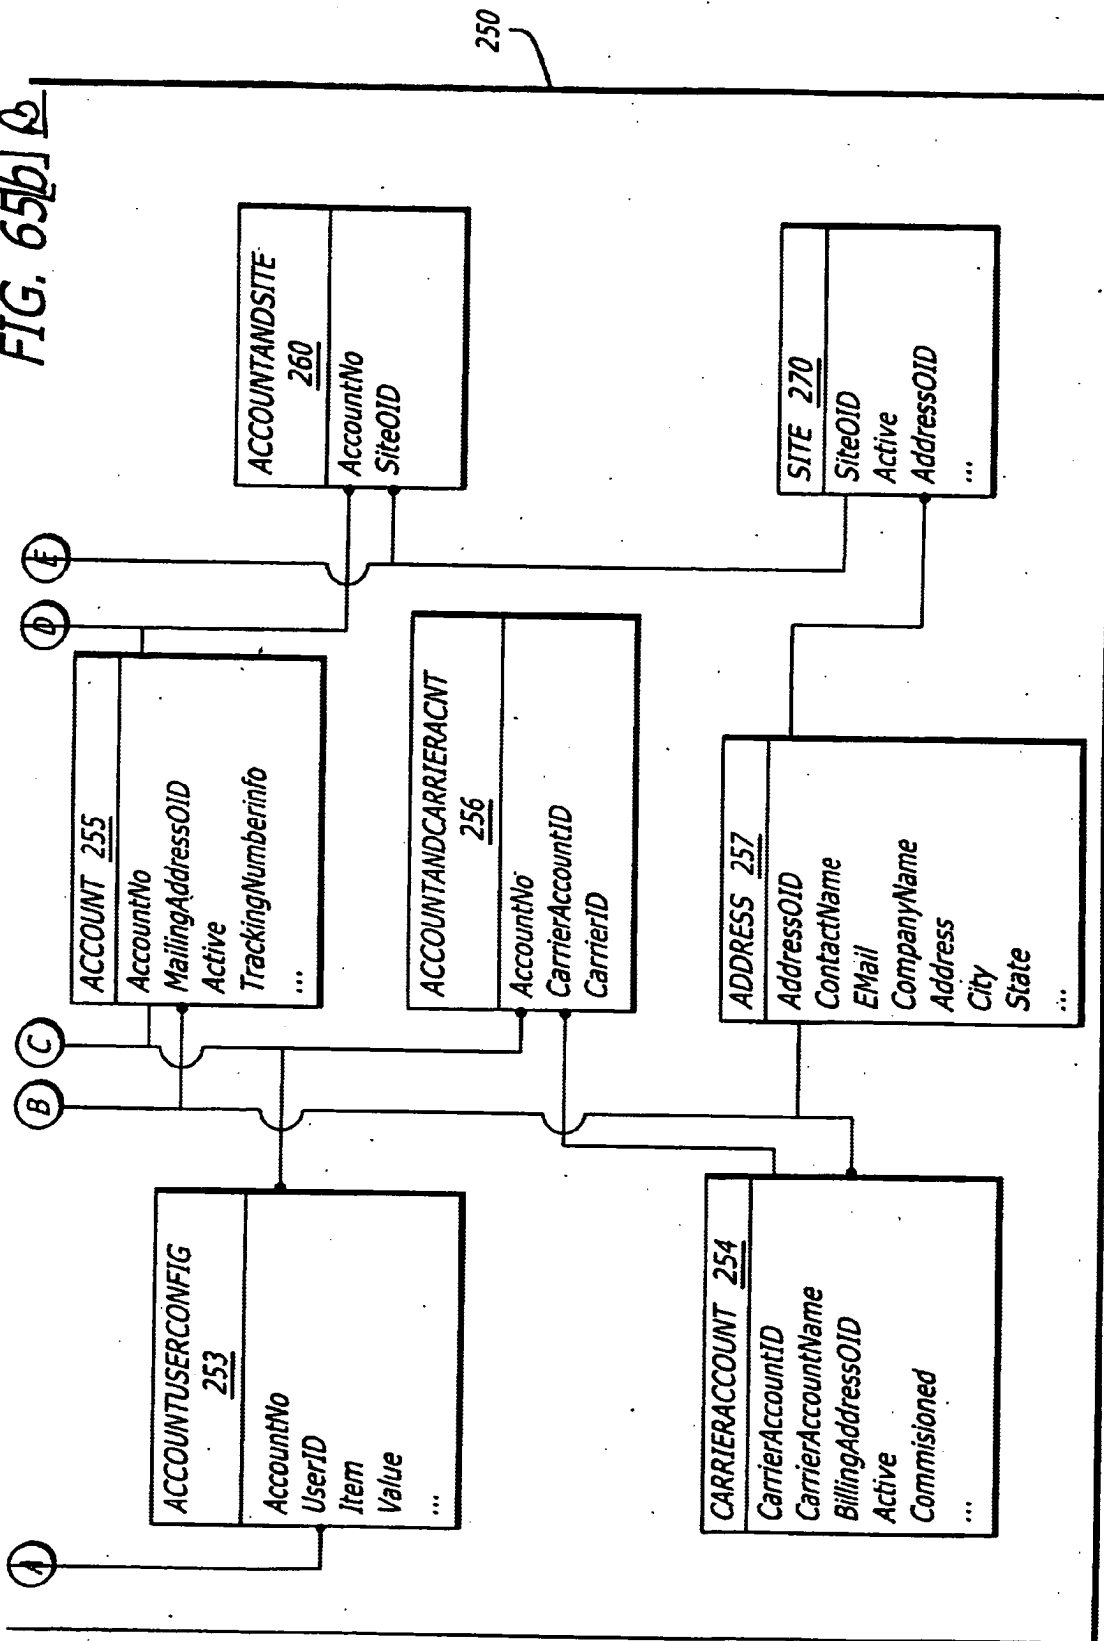 FIG. 65[b] B
250
A
B
C
D
E
ACCOUNTUSERCONFIG
253
AccountNo
UserID
Item
Value
...
ACCOUNT 255
AccountNo
MailingAddressOID
Active
TrackingNumberinfo
...
ACCOUNTANDSITE
260
AccountNo
SiteOID
ACCOUNTANDCARRIERACNT
256
AccountNo
CarrierAccountID
CarrierID
CARRIERACCOUNT 254
CarrierAccountID
CarrierAccountName
BillingAddressOID
Active
Commisioned
...
ADDRESS 257
AddressOID
ContactName
EMail
CompanyName
Address
City
State
...
SITE 270
SiteOID
Active
AddressOID
...